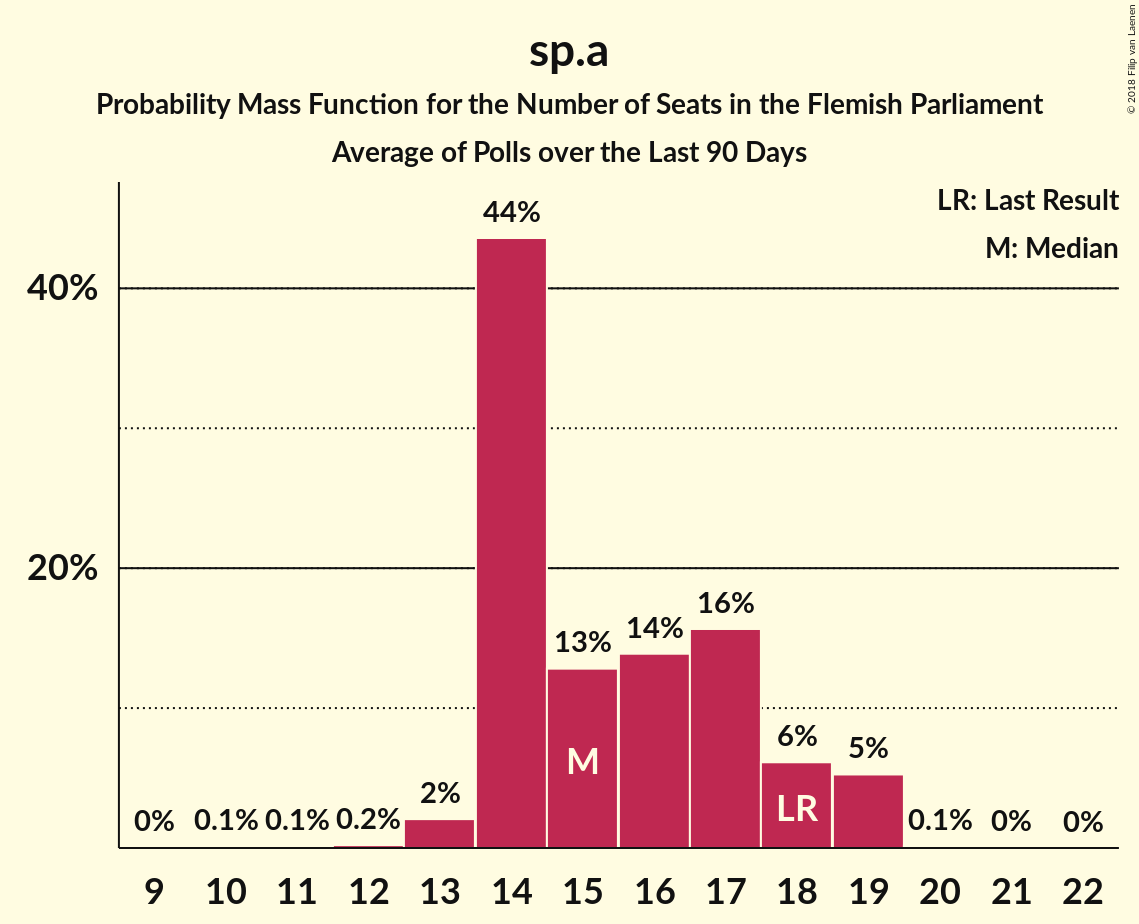 sp.a
Probability Mass Function for the Number of Seats in the Flemish Parliament
Average of Polls over the Last 90 Days
© 2018 Filip van Laenen
LR: Last Result
M: Median
40%
20%
0% 0.1% 0.1% 0.2% 2% 44% 13% 14% 16% 6% 5% 0.1% 0% 0%
M LR
9 10 11 12 13 14 15 16 17 18 19 20 21 22